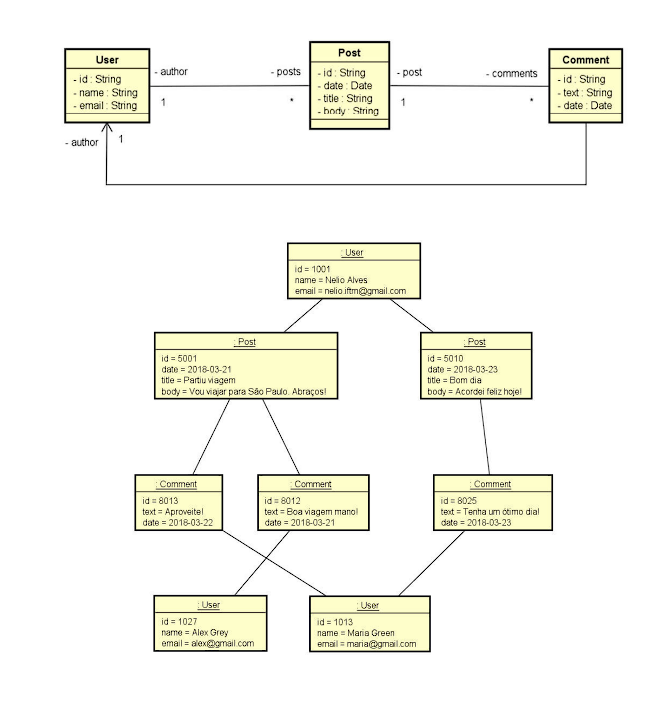 User
- id : String
- name : String
- email : String
- author
1
- posts
*
Post
- id : String
- date : Date
- title : String
- body : String
- post
1
- comments
*
Comment
- id : String
- text : String
- date : Date
- author
1
: User
id = 1001
name = Nelio Alves
email = nelio.iftm@gmail.com
: Post
id = 5001
date = 2018-03-21
title = Partiu viagem
body = Vou viajar para São Paulo. Abraços!
: Post
id = 5010
date = 2018-03-23
title = Bom dia
body = Acordei feliz hoje!
: Comment
id = 8013
text = Aproveite!
date = 2018-03-22
: Comment
id = 8012
text = Boa viagem mano!
date = 2018-03-21
: Comment
id = 8025
text = Tenha um ótimo dia!
date = 2018-03-23
: User
id = 1027
name = Alex Grey
email = alex@gmail.com
: User
id = 1013
name = Maria Green
email = maria@gmail.com